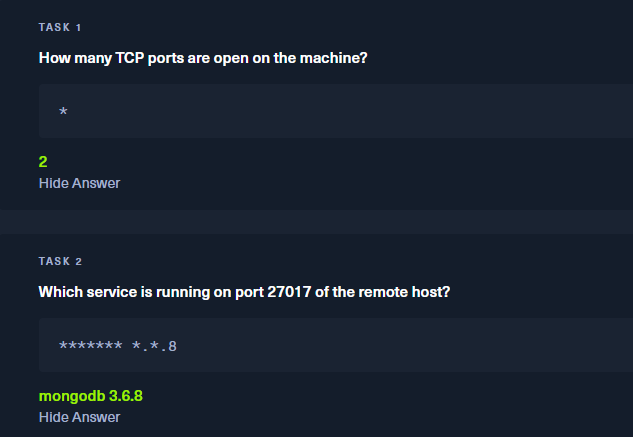 TASK 1
How many TCP ports are open on the machine?
*
2
Hide Answer
TASK 2
Which service is running on port 27017 of the remote host?
******* *.*.8
mongodb 3.6.8
Hide Answer